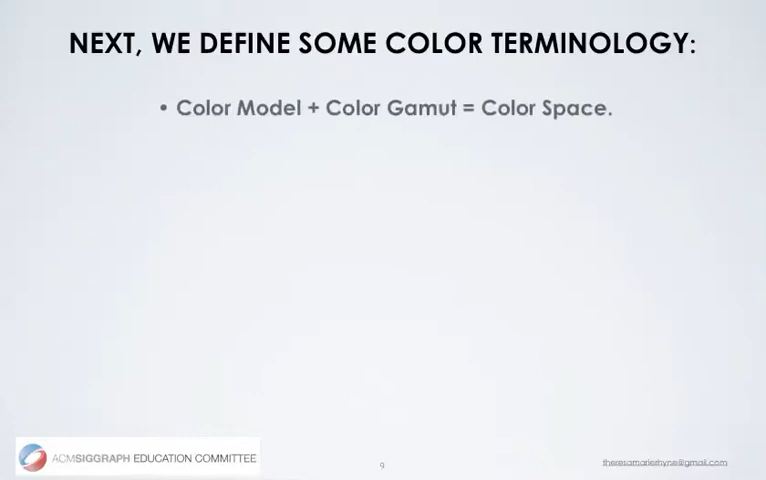 NEXT, WE DEFINE SOME COLOR TERMINOLOGY:
• Color Model + Color Gamut = Color Space.
ACMSIGGRAPH EDUCATION COMMITTEE
9
theresamarierhyne@gmail.com